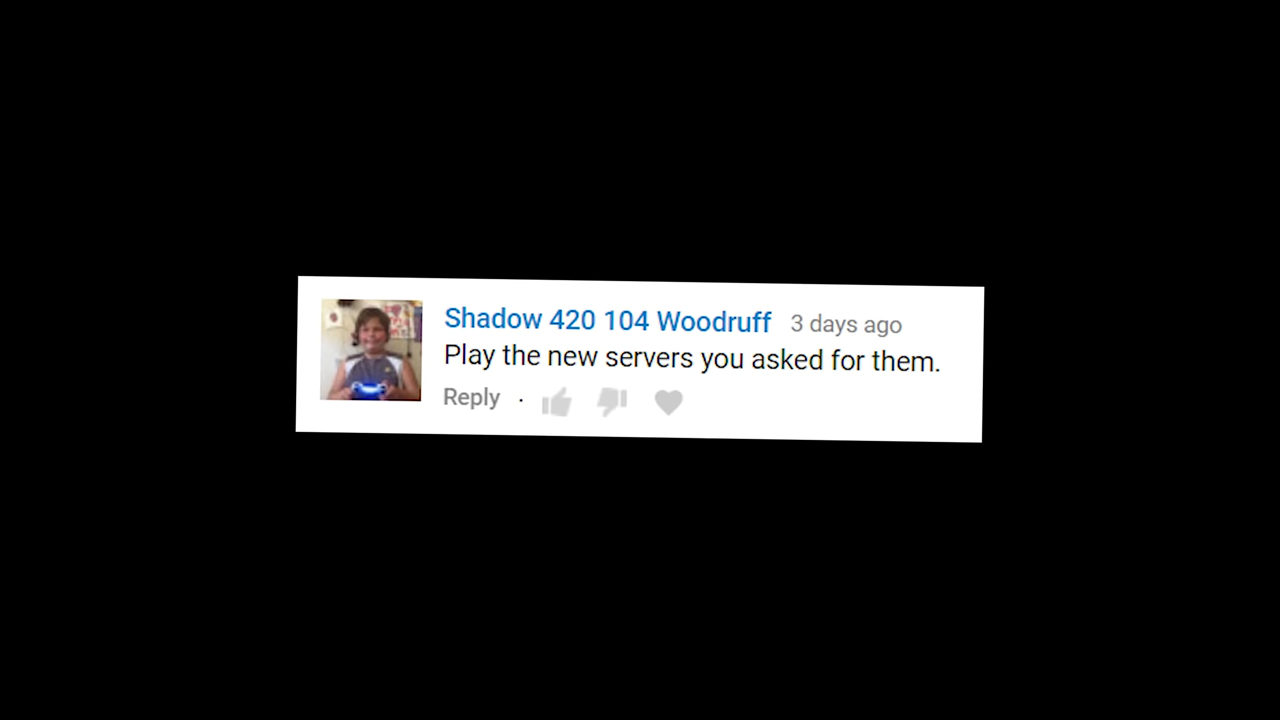 Shadow 420 104 Woodruff 3 days ago
Play the new servers you asked for them.
Reply ·